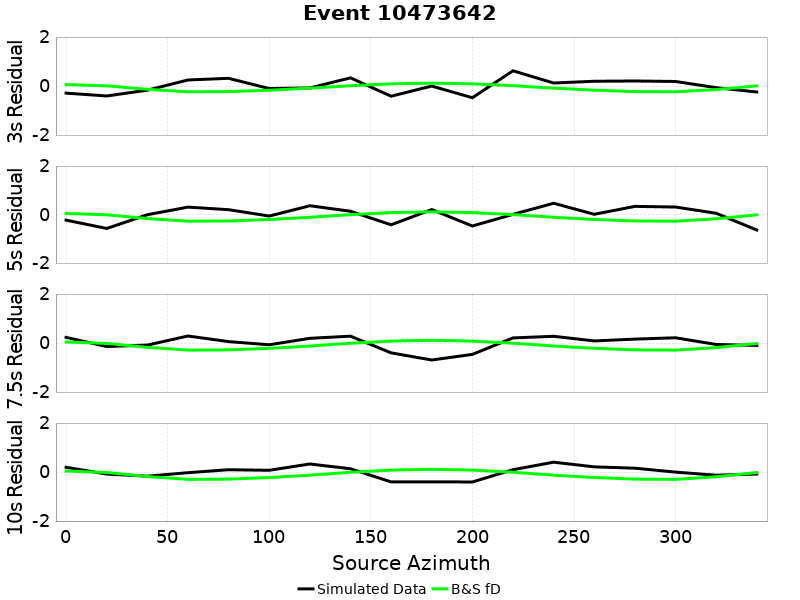 Event 10473642
3s Residual
2
0
-2
5s Residual
2
0
-2
7.5s Residual
2
0
-2
10s Residual
2
0
-2
0 50 100 150 200 250 300
Source Azimuth
Simulated Data B&S fD